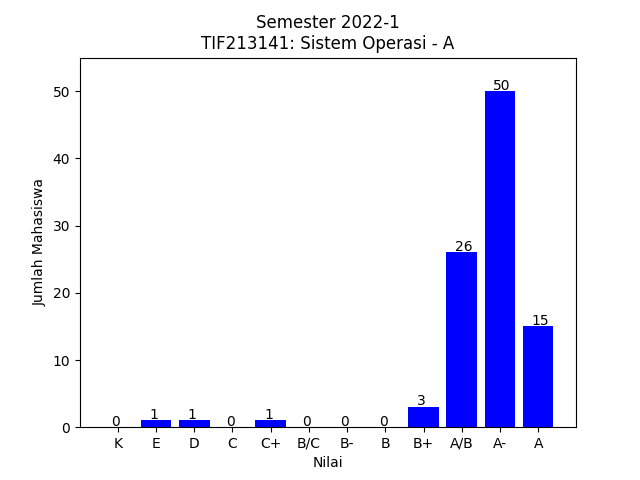 Semester 2022-1
TIF213141: Sistem Operasi - A
50
40
30
20
10
0
Jumlah Mahasiswa
0 1 1 0 1 0 0 0 3 26 50 15
K E D C C+ B/C B- B B+ A/B A- A
Nilai